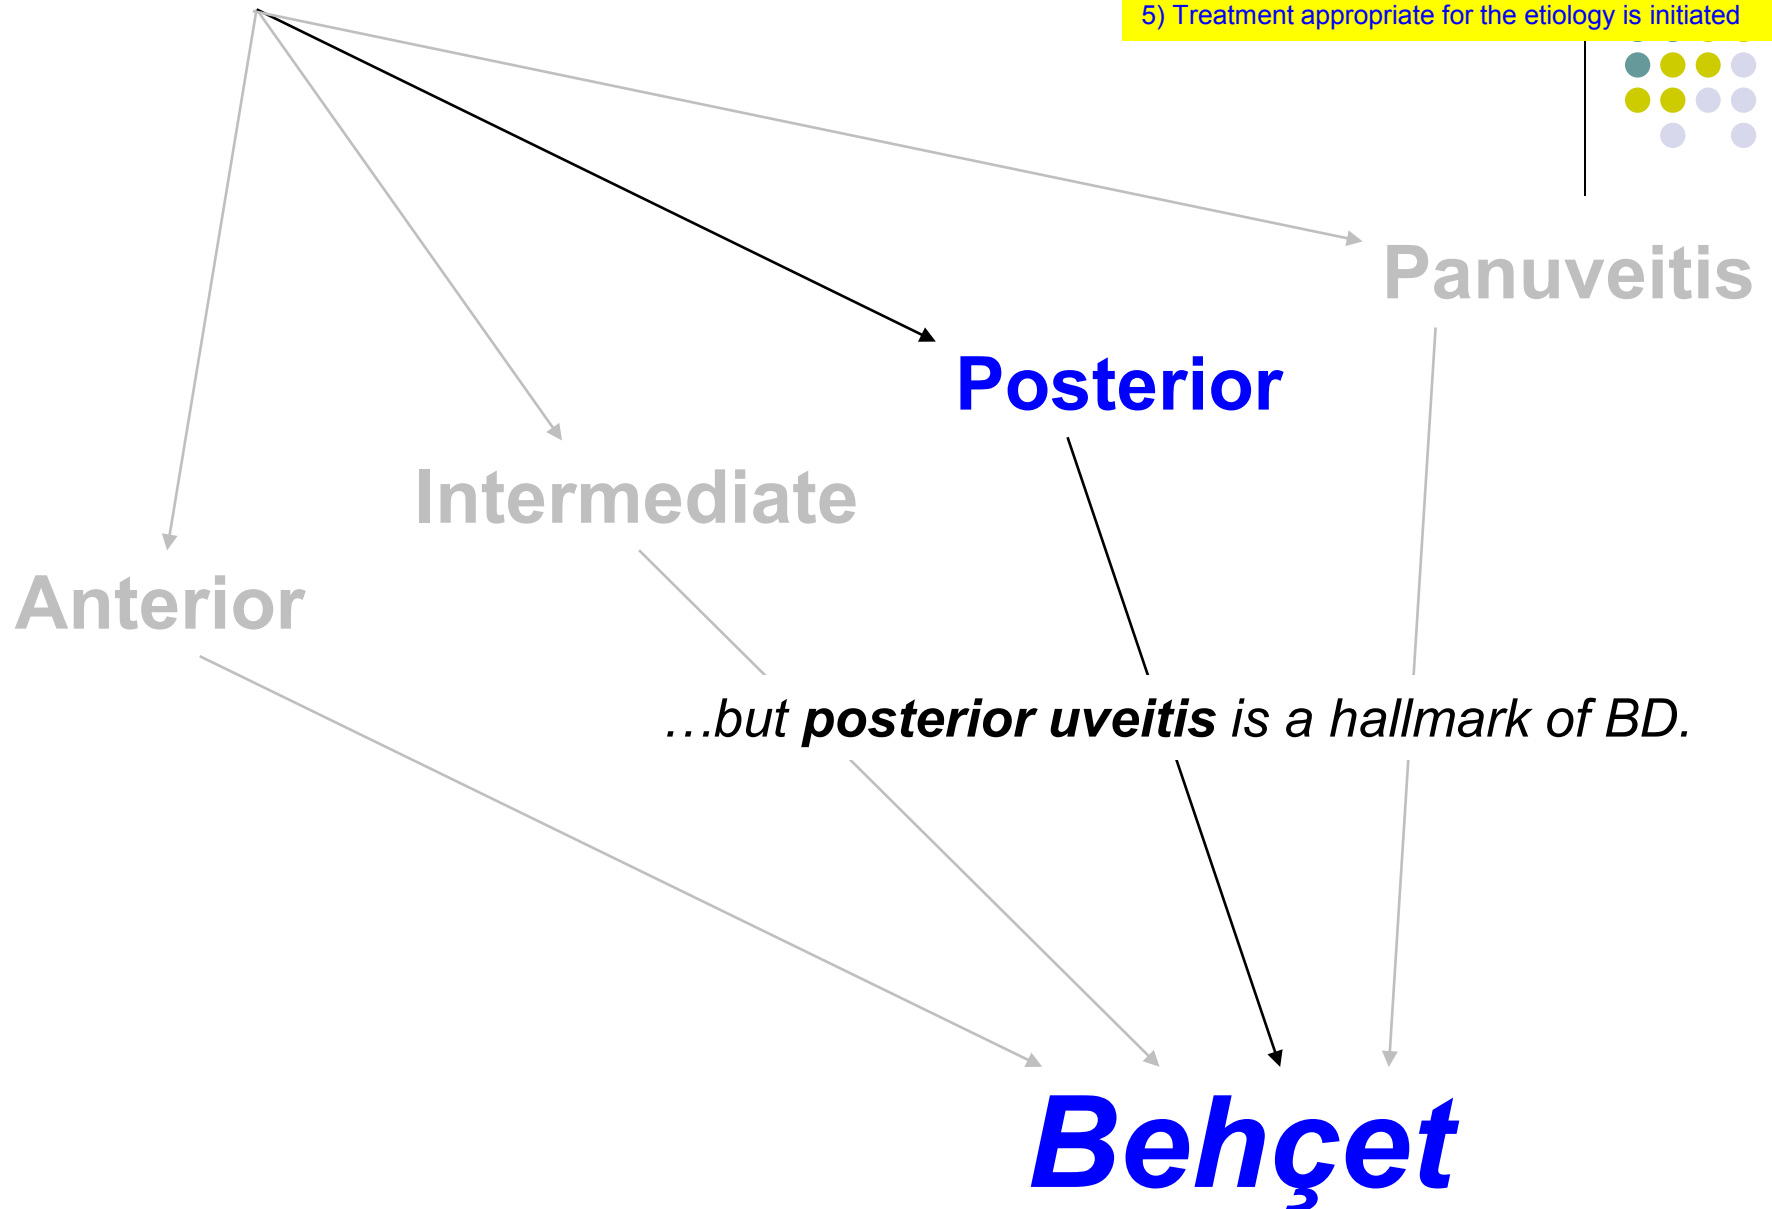 5) Treatment appropriate for the etiology is initiated
Panuveitis
Posterior
Intermediate
Anterior
…but posterior uveitis is a hallmark of BD.
Behçet